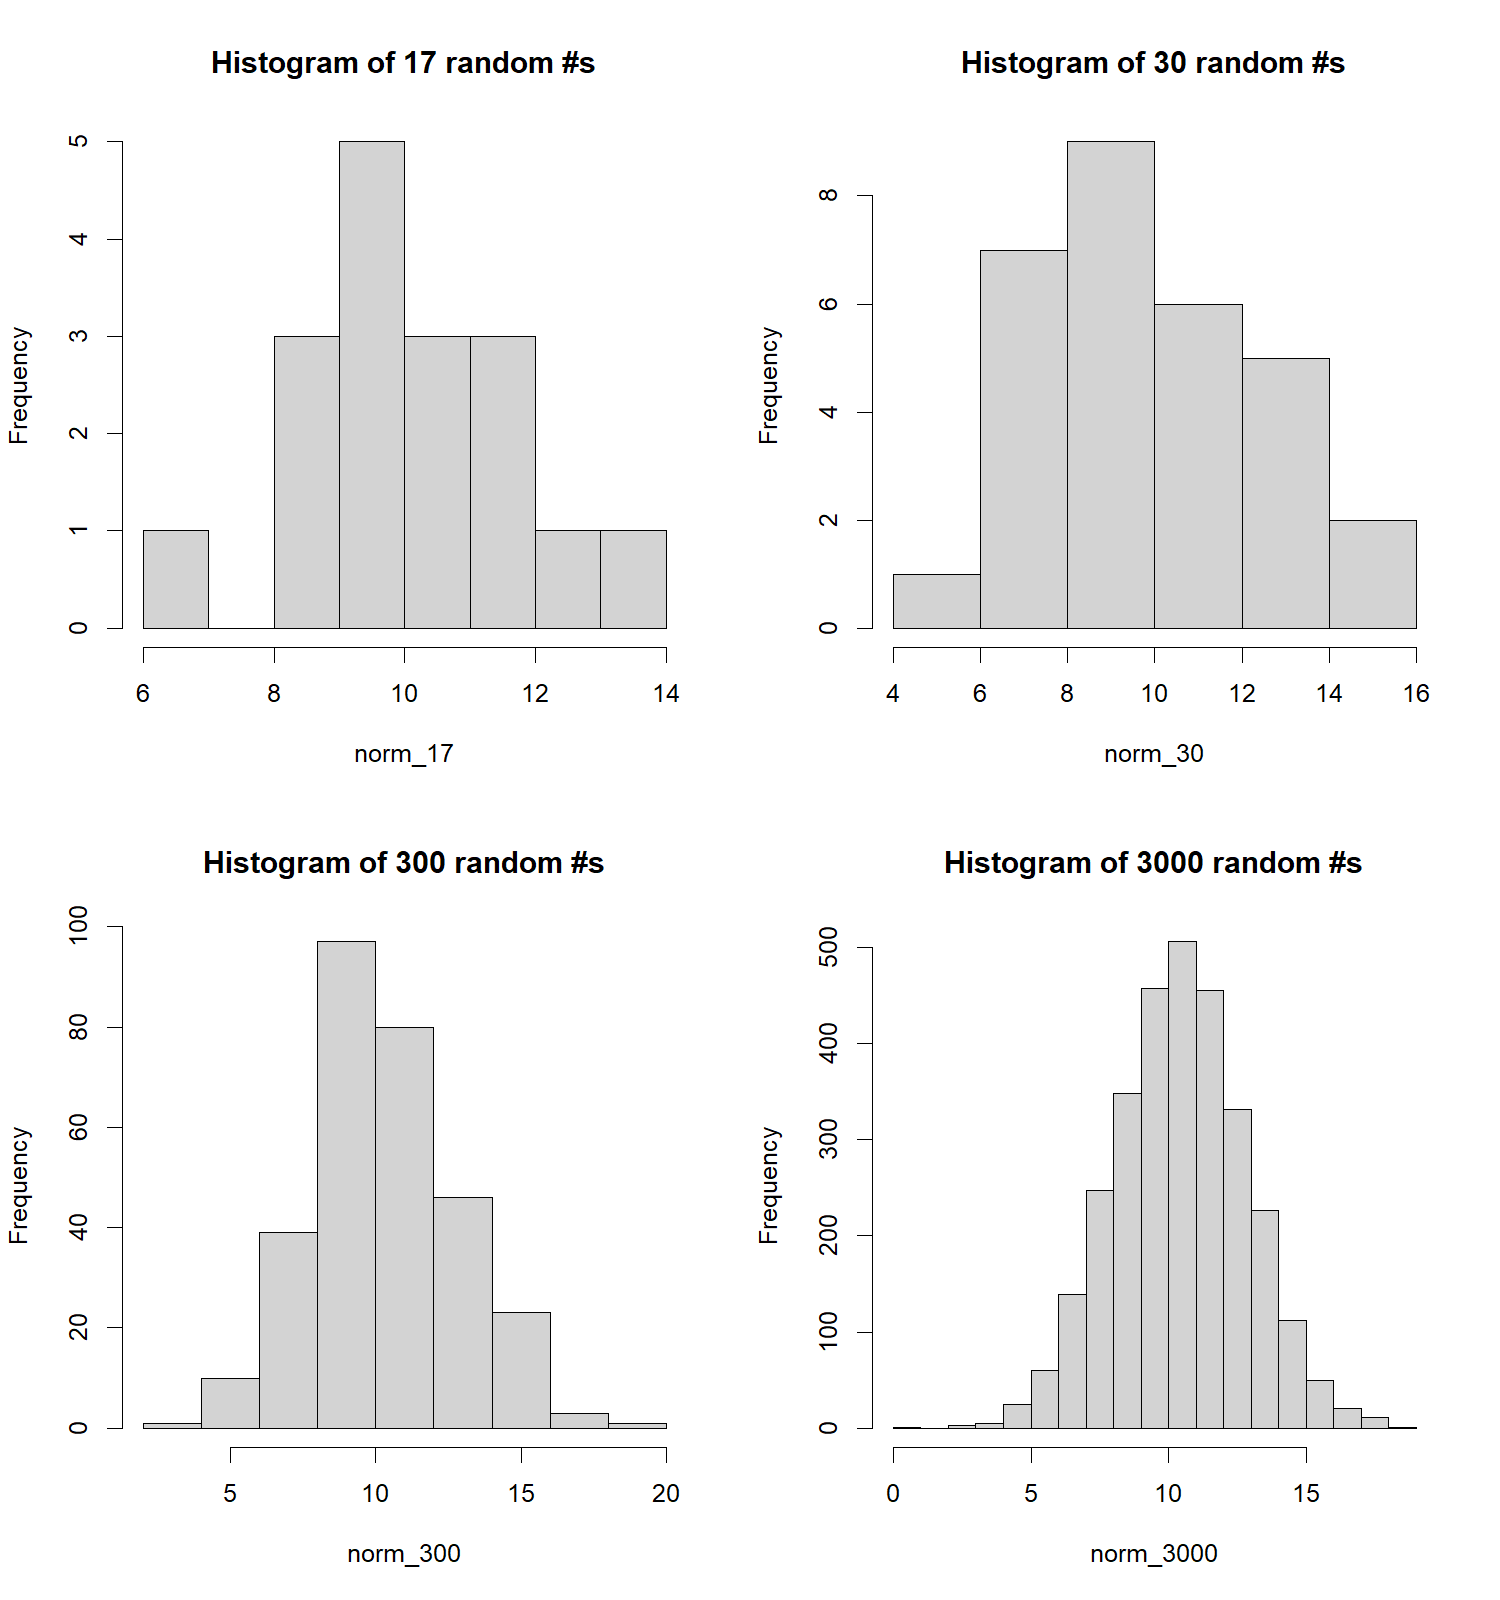 Histogram of 17 random #s
Frequency
5
4
3
2
1
0
6 8 10 12 14
norm_17
Histogram of 30 random #s
Frequency
8
6
4
2
0
4 6 8 10 12 14 16
norm_30
Histogram of 300 random #s
Frequency
100
80
60
40
20
0
5 10 15 20
norm_300
Histogram of 3000 random #s
Frequency
500
400
300
200
100
0
0 5 10 15
norm_3000